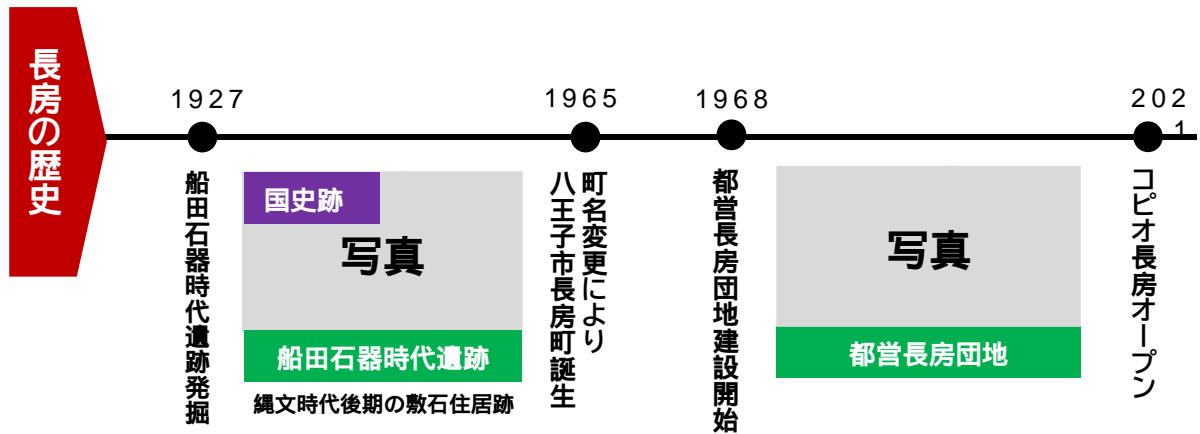 長房の歴史
1927
船田石器時代遺跡発掘
国史跡
写真
船田石器時代遺跡
縄文時代後期の敷石住居跡
1965
町名変更により
八王子市長房町誕生
1968
都営長房団地建設開始
写真
都営長房団地
202
1
コピオ長房オープン